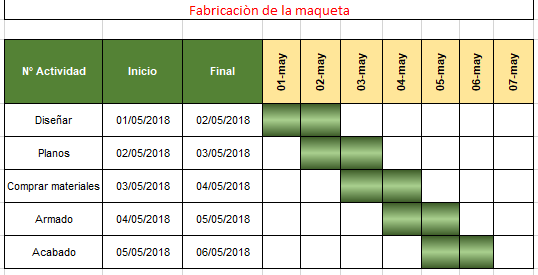 Fabricaciòn de la maqueta
Nº Actividad Inicio Final 01-may 02-may 03-may 04-may 05-may 06-may 07-may
Diseñar 01/05/2018 02/05/2018
Planos 02/05/2018 03/05/2018
Comprar materiales 03/05/2018 04/05/2018
Armado 04/05/2018 05/05/2018
Acabado 05/05/2018 06/05/2018